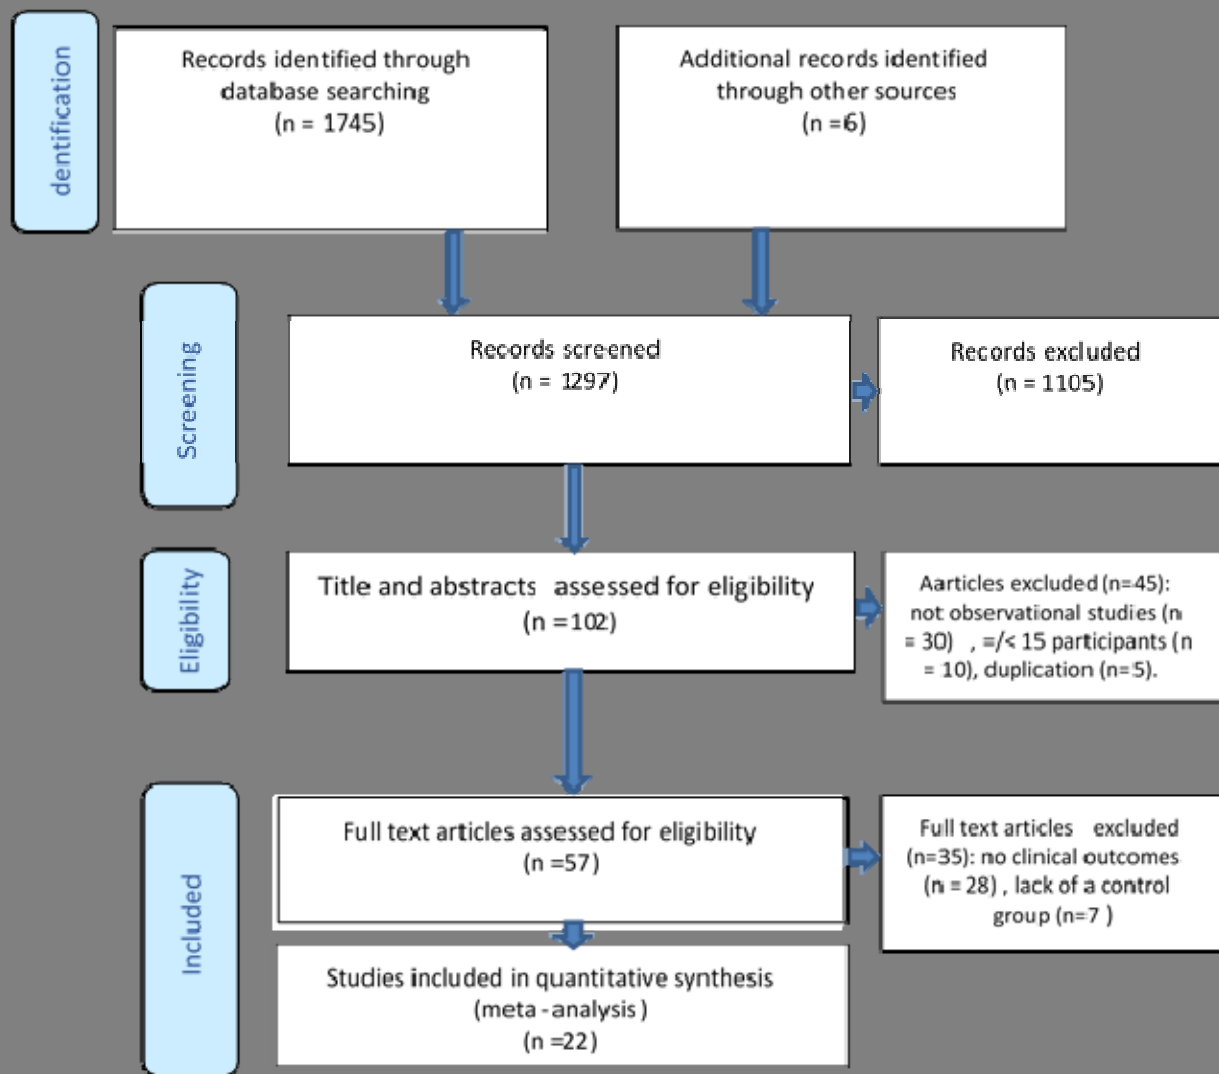 dentification
Records identified through
database searching
(n = 1745)
Additional records identified
through other sources
(n =6)
Screening
Records screened
(n = 1297)
Records excluded
(n = 1105)
Eligibility
Title and abstracts assessed for eligibility
(n =102)
Aarticles excluded (n=45):
not observational studies (n
= 30) , =/< 15 participants (n
= 10), duplication (n=5).
Included
Full text articles assessed for eligibility
(n =57)
Full text articles excluded
(n=35): no clinical outcomes
(n = 28) , lack of a control
group (n=7 )
Studies included in quantitative synthesis
(meta - analysis )
(n =22)